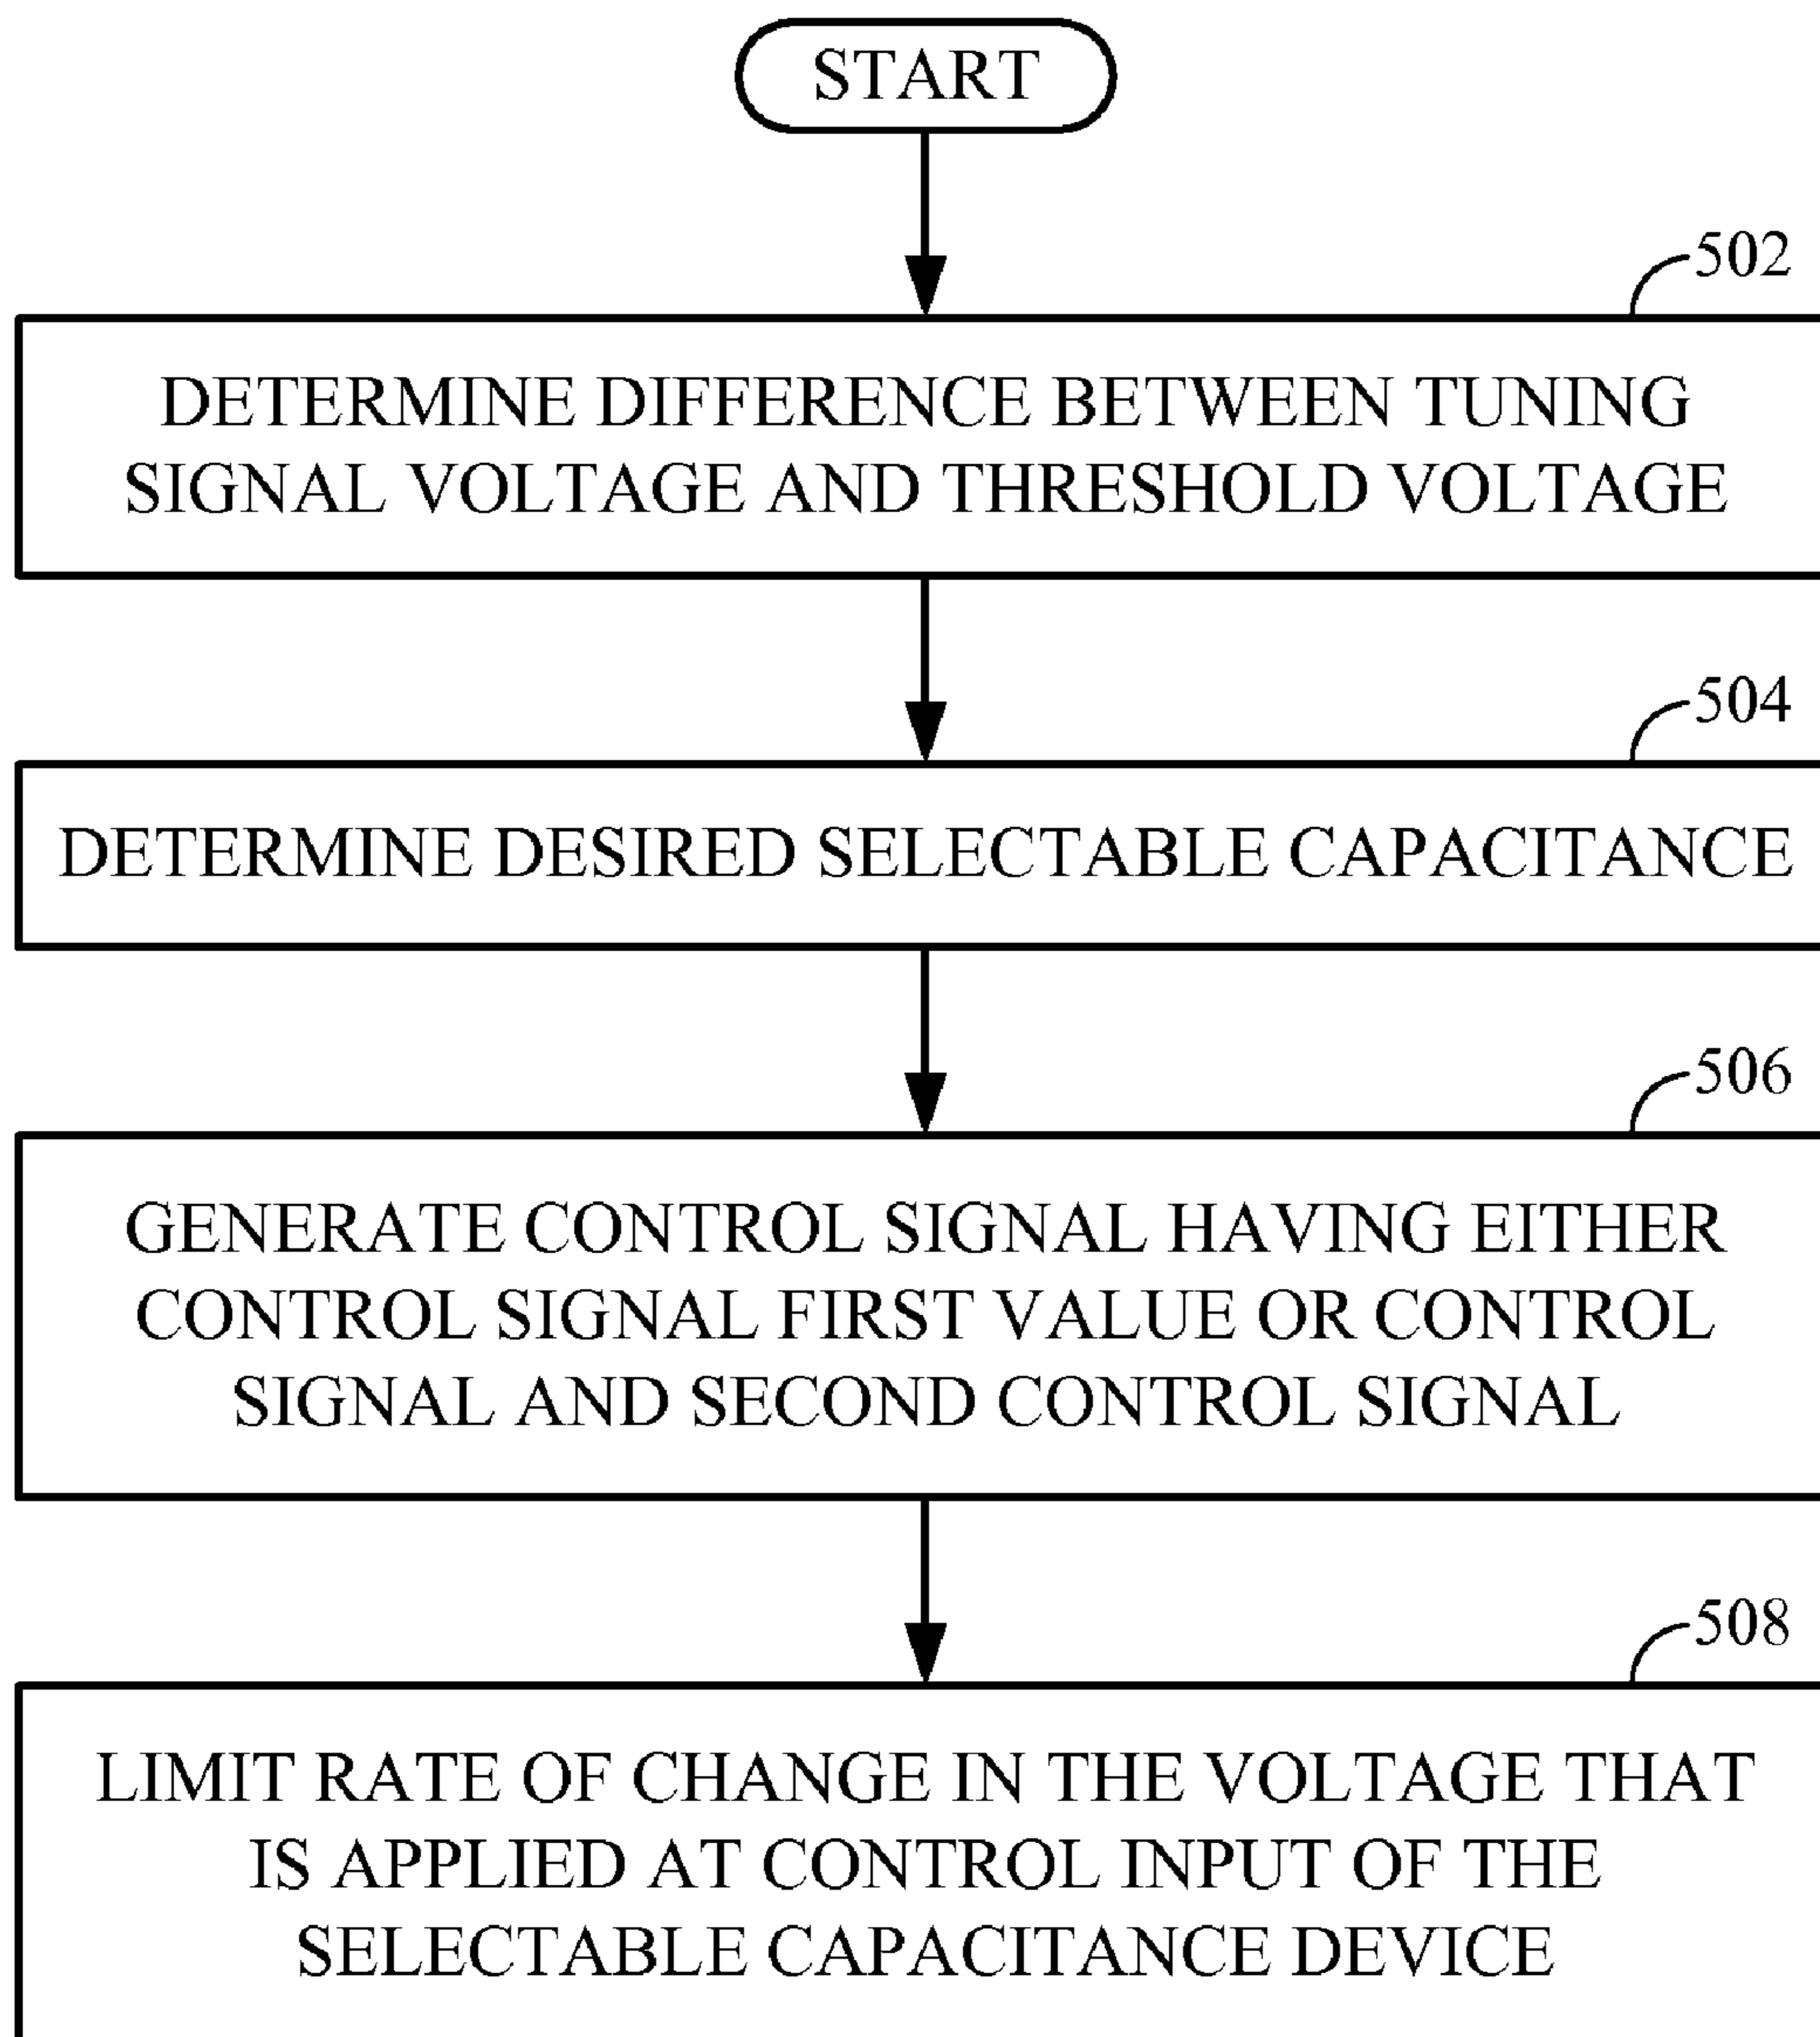 START
502
DETERMINE DIFFERENCE BETWEEN TUNING
SIGNAL VOLTAGE AND THRESHOLD VOLTAGE
504
DETERMINE DESIRED SELECTABLE CAPACITANCE
506
GENERATE CONTROL SIGNAL HAVING EITHER
CONTROL SIGNAL FIRST VALUE OR CONTROL
SIGNAL AND SECOND CONTROL SIGNAL
508
LIMIT RATE OF CHANGE IN THE VOLTAGE THAT
IS APPLIED AT CONTROL INPUT OF THE
SELECTABLE CAPACITANCE DEVICE